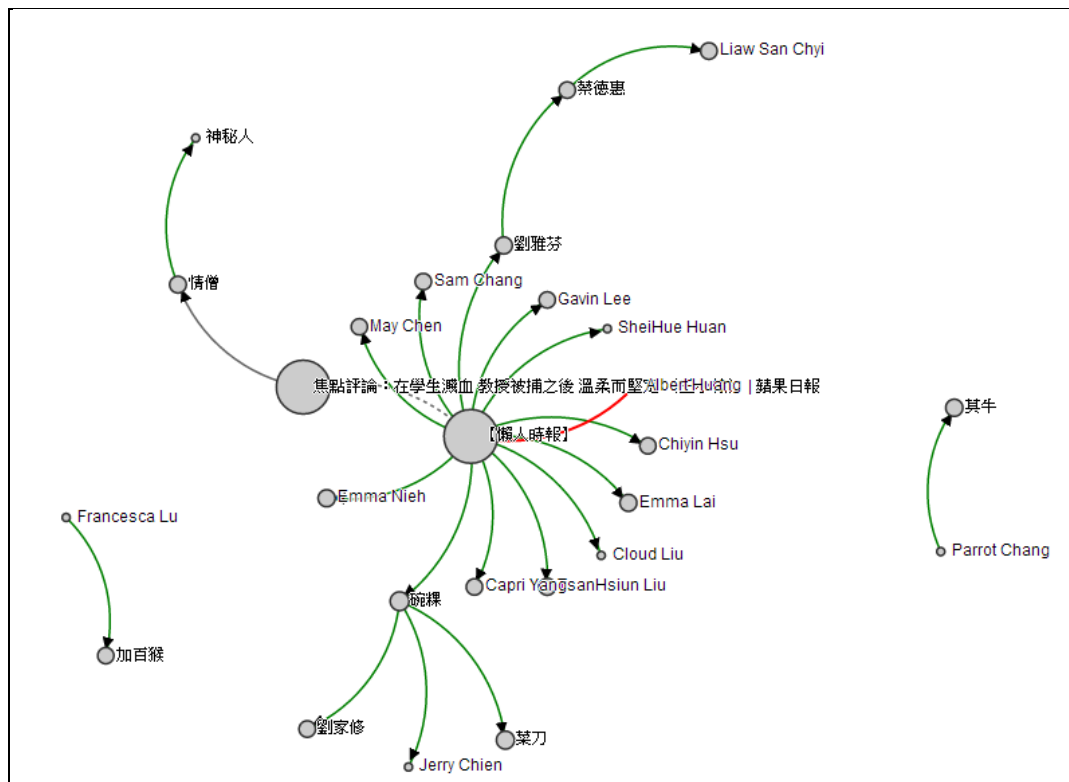 Liaw San Chyi
蔡德惠
神秘人
劉雅芬
情僧
Sam Chang
Gavin Lee
May Chen
SheiHue Huan
焦點評論：在學生濺血 教授被捕之後 溫柔而堅 | 蘋果日報
AlbertHuang
萁牛
【懶人時報】
Chiyin Hsu
Emma Nieh
Emma Lai
Francesca Lu
Parrot Chang
Cloud Liu
Capri Yang
sanHsiun Liu
碗粿
加百猴
劉家修
菜刀
Jerry Chien